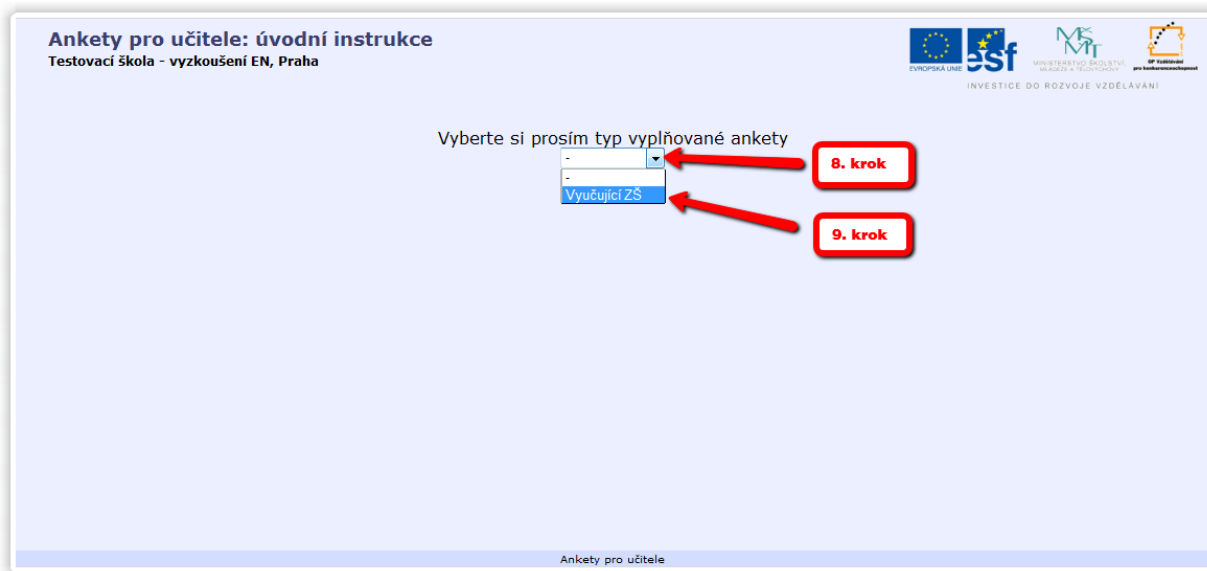 Ankety pro učitele: úvodní instrukce
Testovací škola - vyzkoušení EN, Praha
EVROPSKÁ UNIE
esf
MŠMT
MINISTERSTVO ŠKOLSTVÍ,
MLÁDEŽE A TĚLOVÝCHOVY
OP Vzdělávání
pro konkurenceschopnost
INVESTICE DO ROZVOJE VZDĚLÁVÁNÍ
Vyberte si prosím typ vyplňované ankety
-
8. krok
-
Vyučující ZŠ
9. krok
Ankety pro učitele